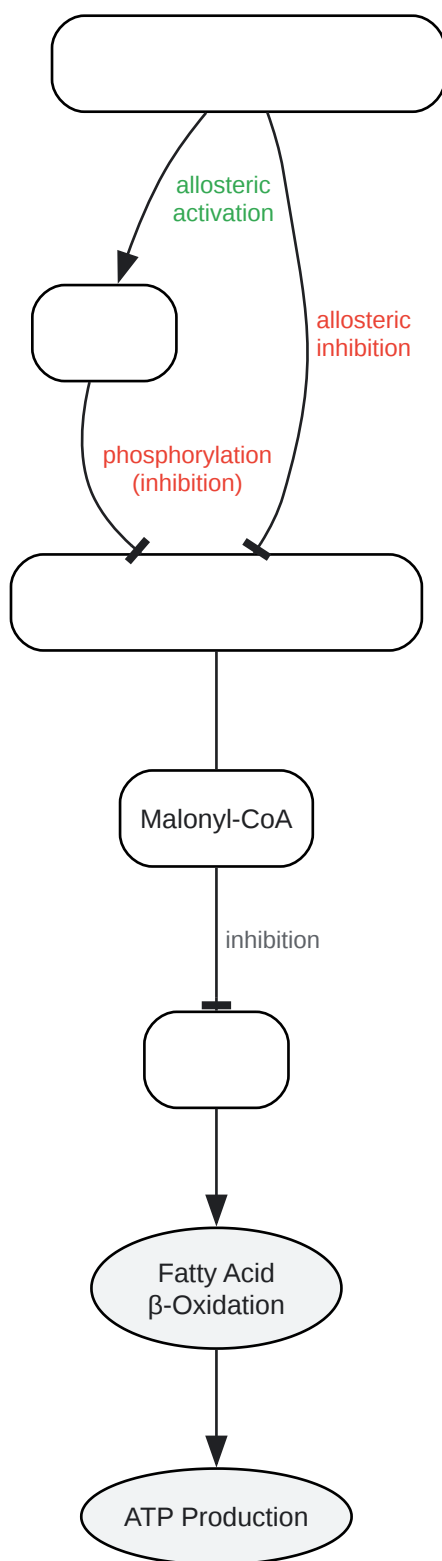 allosteric
activation
allosteric
inhibition
phosphorylation
(inhibition)
Malonyl-CoA
inhibition
Fatty Acid
β-Oxidation
ATP Production